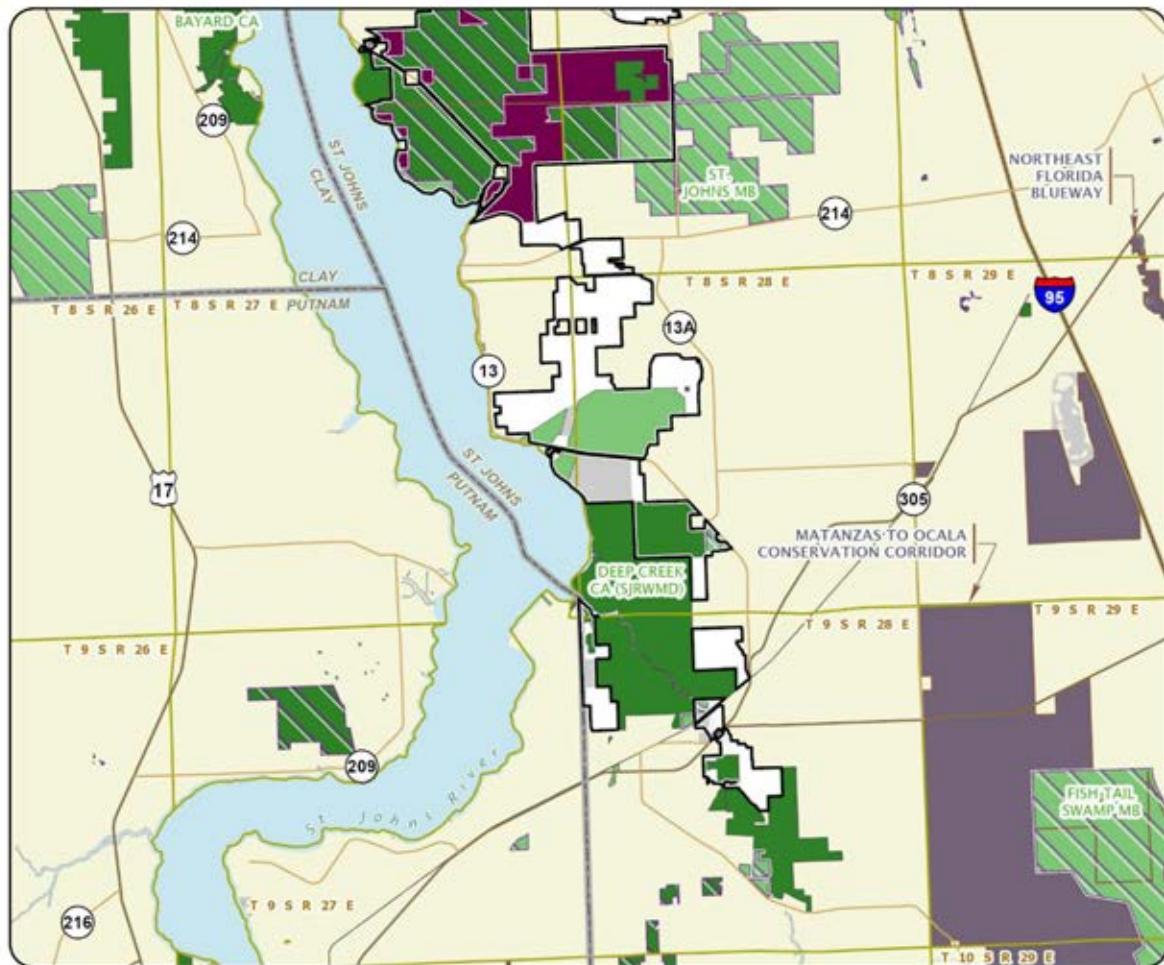 BAYARD CA
209
ST. JOHNS
CLAY
NORTHEAST
FLORIDA
BLUEWAY
ST.
JOHNS MB
214
214
CLAY
PUTNAM
T 8 S R 26 E
T 8 S R 27 E
T 8 S R 28 E
T 8 S R 29 E
95
13A
13
ST. JOHNS
PUTNAM
17
305
MATANZAS TO OCALA
CONSERVATION CORRIDOR
DEEP CREEK
CA (SJRWMD)
T 9 S R 26 E
T 9 S R 28 E
T 9 S R 29 E
209
St. Johns River
FISH TAIL
SWAMP MB
T 9 S R 27 E
216
T 10 S R 29 E